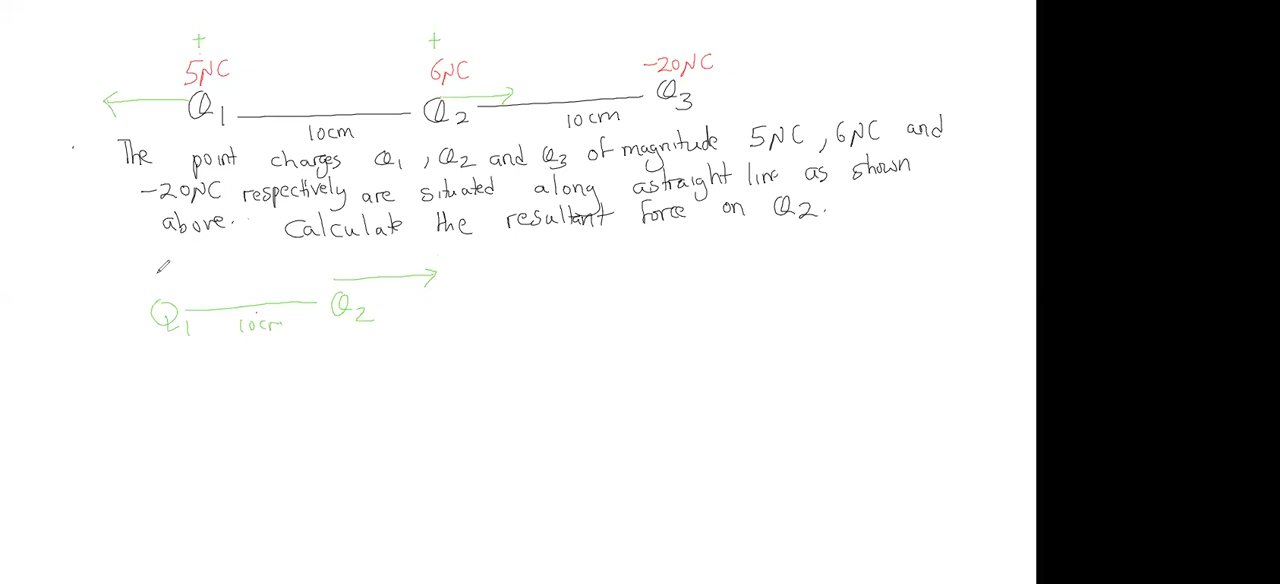 + +
5NC 6NC -20NC
Q1 Q2 Q3
10cm 10cm
The point charges Q1, Q2 and Q3 of magnitude 5NC, 6NC and
-20NC respectively are situated along astraight line as shown
above. Calculate the resultant force on Q2.
Q1 Q2
10cm